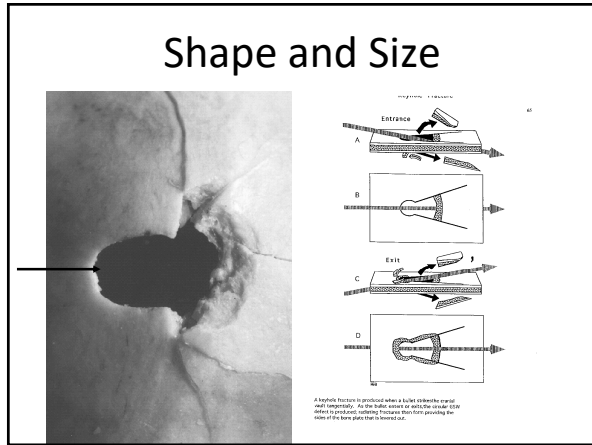 Shape and Size
Keyhole Fracture
65
Entrance
A
B
Exit
C
D
A keyhole fracture is produced when a bullet strikes the cranial
vault tangentially. As the bullet enters or exits, the circular GSW
defect is produced; radiating fractures then form providing the
sides of the bone plate that is levered out.